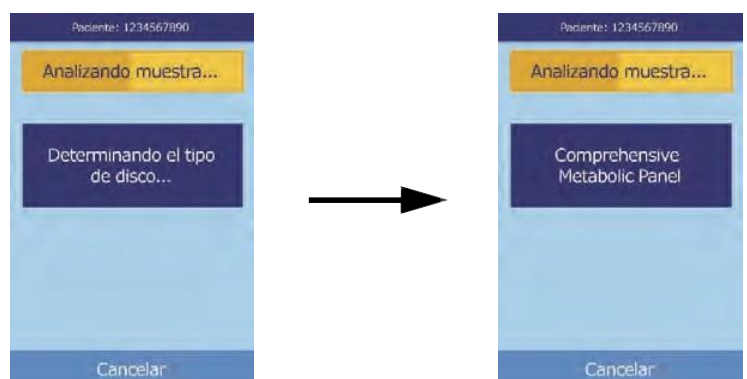 Paciente: 1234567890
Analizando muestra...
Determinando el tipo
de disco...
Cancelar
Paciente: 1234567890
Analizando muestra...
Comprehensive
Metabolic Panel
Cancelar